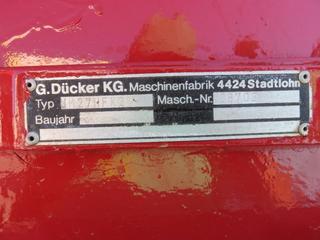 G. Dücker KG. Maschinenfabrik 4424 Stadtlohn
Typ Masch.-Nr.
Baujahr